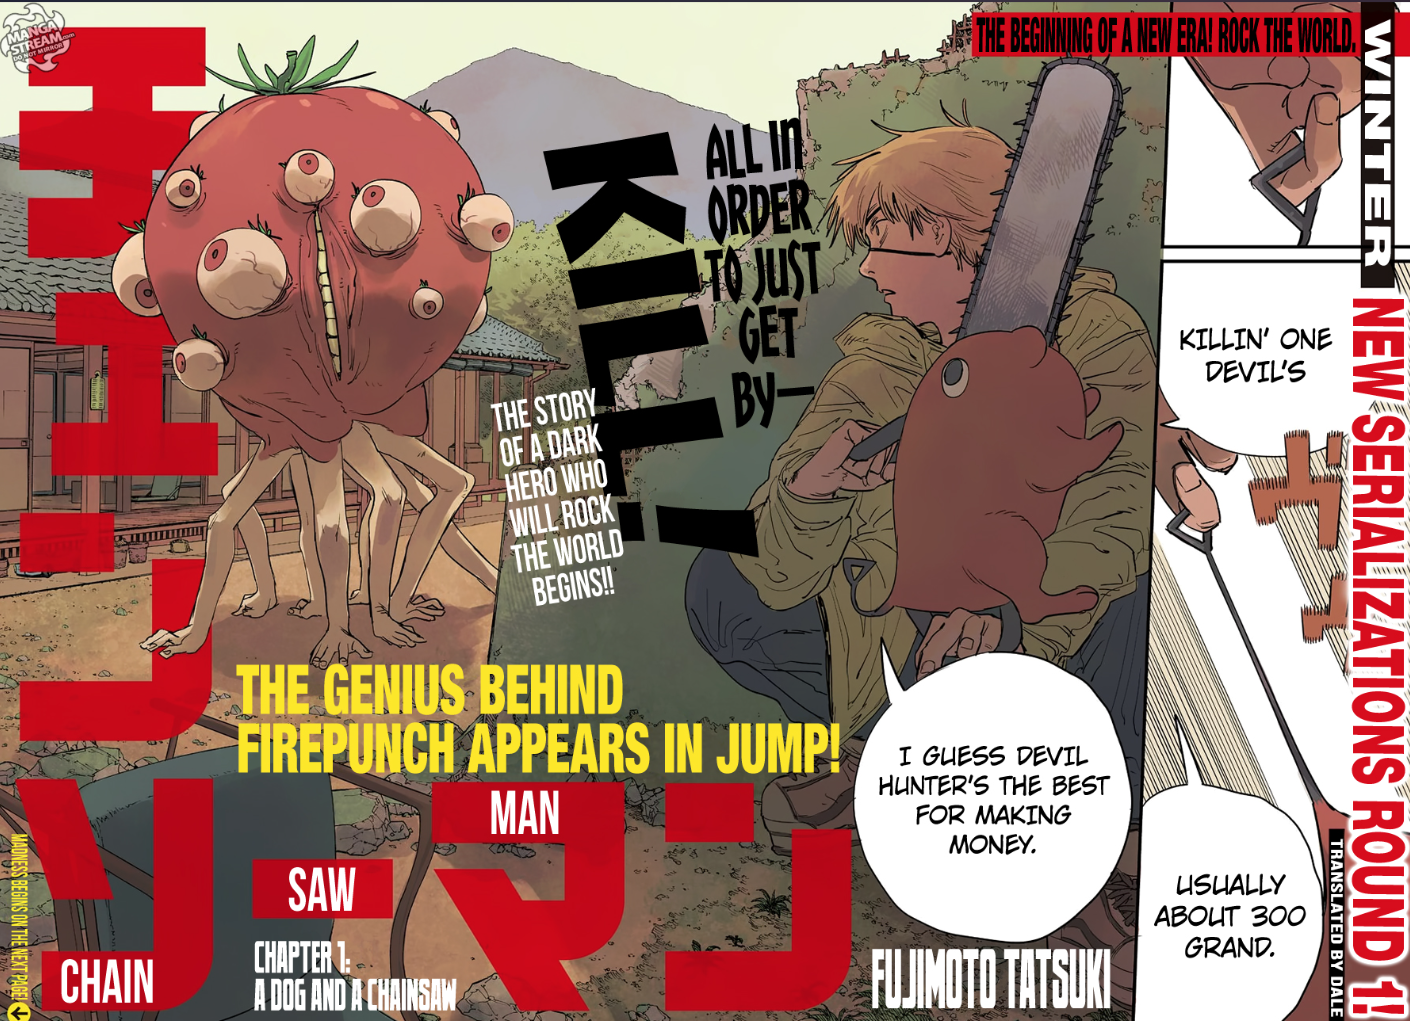 MANGA
STREAM.com
DO NOT MIRROR
THE BEGINNING OF A NEW ERA! ROCK THE WORLD.
WINTER
NEW SERIALIZATIONS ROUND 1!
KILLIN' ONE
DEVIL'S
USUALLY
ABOUT 300
GRAND.
I GUESS DEVIL
HUNTER'S THE BEST
FOR MAKING
MONEY.
ALL IN
ORDER
TO JUST
GET
BY—
KILL!
THE STORY
OF A DARK
HERO WHO
WILL ROCK
THE WORLD
BEGINS!!
THE GENIUS BEHIND
FIREPUNCH APPEARS IN JUMP!
チェンソーマン
CHAIN
SAW
MAN
CHAPTER 1:
A DOG AND A CHAINSAW
FUJIMOTO TATSUKI
TRANSLATED BY DALE
MADNESS BEGINS ON THE NEXT PAGE!